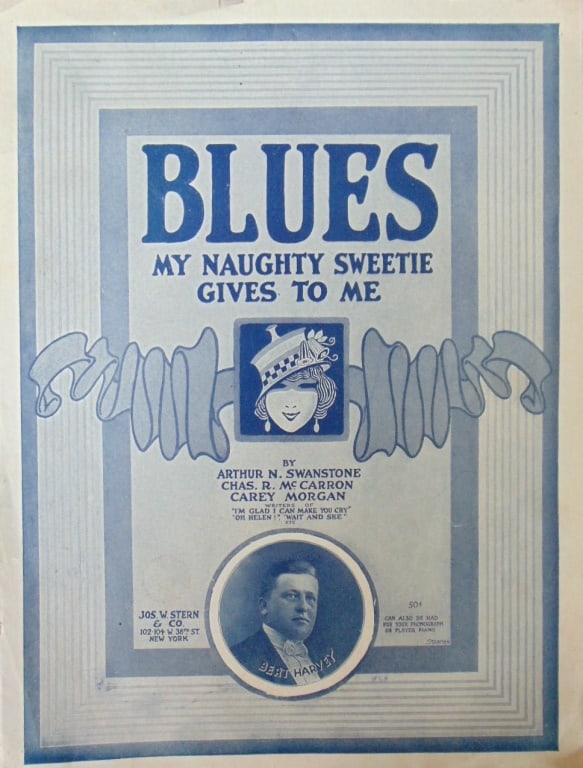 BLUES
MY NAUGHTY SWEETIE
GIVES TO ME
BY
ARTHUR N. SWANSTONE
CHAS. R. McCARRON
CAREY MORGAN
WRITERS OF
"I'M GLAD I CAN MAKE YOU CRY"
"OH HELEN!", "WAIT AND SEE"
ETC
JOS. W. STERN
& CO.
102-104 W. 38TH ST
NEW YORK
BERT HARVEY
50¢
CAN ALSO BE HAD
FOR YOUR PHONOGRAPH
OR PLAYER PIANO